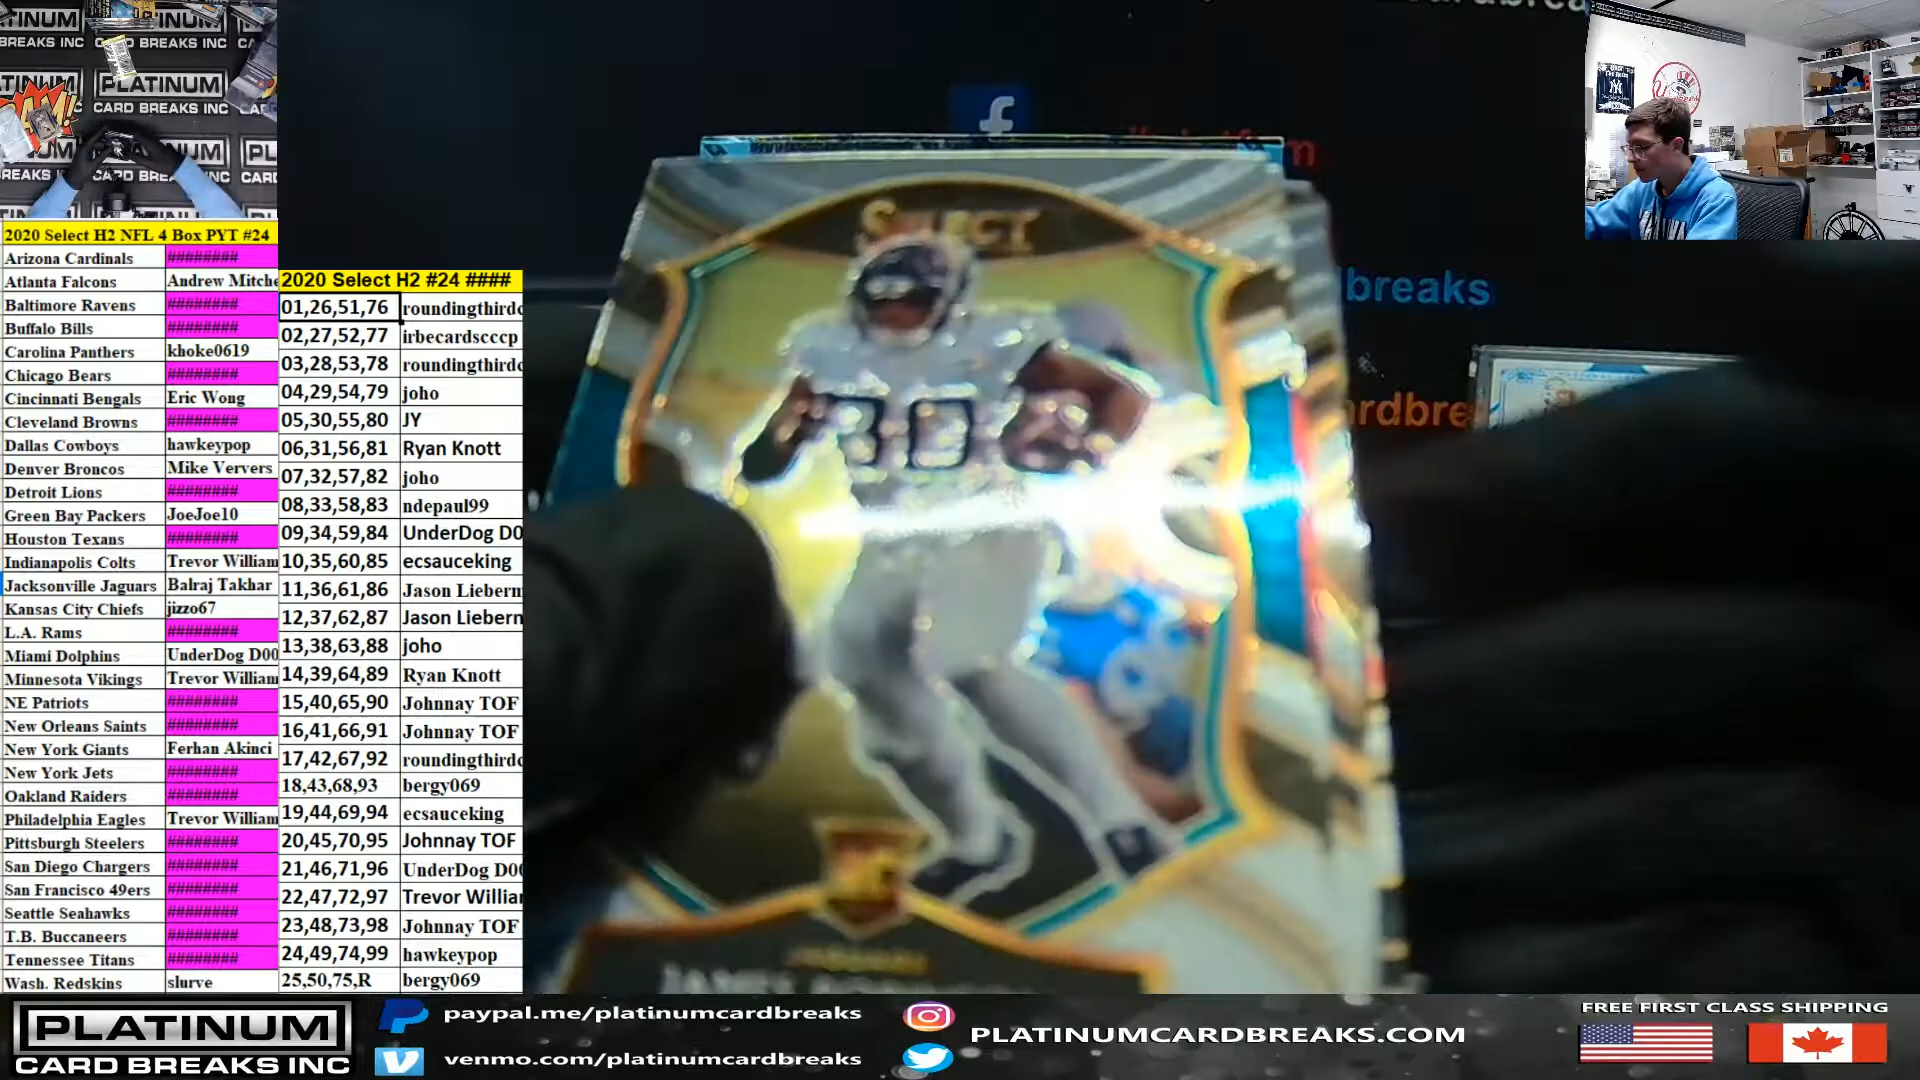 PLATINUM
CARD BREAKS INC
2020 Select H2 NFL 4 Box PYT #24
Arizona Cardinals ########
Atlanta Falcons Andrew Mitche
Baltimore Ravens ########
Buffalo Bills ########
Carolina Panthers khoke0619
Chicago Bears ########
Cincinnati Bengals Eric Wong
Cleveland Browns ########
Dallas Cowboys hawkeypop
Denver Broncos Mike Ververs
Detroit Lions ########
Green Bay Packers JoeJoe10
Houston Texans ########
Indianapolis Colts Trevor William
Jacksonville Jaguars Balraj Takhar
Kansas City Chiefs jizzo67
L.A. Rams ########
Miami Dolphins UnderDog D00
Minnesota Vikings Trevor William
NE Patriots ########
New Orleans Saints ########
New York Giants Ferhan Akinci
New York Jets ########
Oakland Raiders ########
Philadelphia Eagles Trevor William
Pittsburgh Steelers ########
San Diego Chargers ########
San Francisco 49ers ########
Seattle Seahawks ########
T.B. Buccaneers ########
Tennessee Titans ########
Wash. Redskins slurve
2020 Select H2 #24 ####
01,26,51,76 roundingthirdc
02,27,52,77 irbecardscccp
03,28,53,78 roundingthirdc
04,29,54,79 joho
05,30,55,80 JY
06,31,56,81 Ryan Knott
07,32,57,82 joho
08,33,58,83 ndepaul99
09,34,59,84 UnderDog D0
10,35,60,85 ecsauceking
11,36,61,86 Jason Lieberm
12,37,62,87 Jason Lieberm
13,38,63,88 joho
14,39,64,89 Ryan Knott
15,40,65,90 Johnnay TOF
16,41,66,91 Johnnay TOF
17,42,67,92 roundingthirdc
18,43,68,93 bergy069
19,44,69,94 ecsauceking
20,45,70,95 Johnnay TOF
21,46,71,96 UnderDog D00
22,47,72,97 Trevor William
23,48,73,98 Johnnay TOF
24,49,74,99 hawkeypop
25,50,75,R bergy069
f
SELECT
30
breaks
ardbre
PLATINUM
CARD BREAKS INC
paypal.me/platinumcardbreaks
venmo.com/platinumcardbreaks
PLATINUMCARDBREAKS.COM
FREE FIRST CLASS SHIPPING